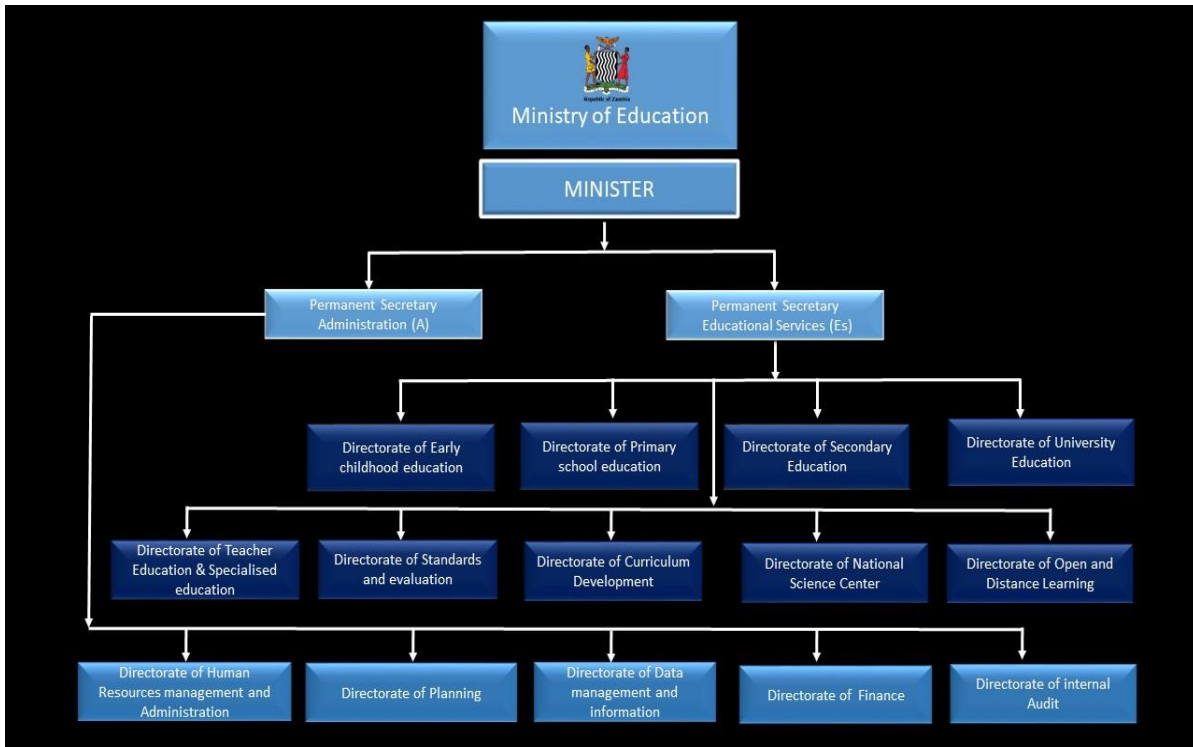 Republic of Zambia
Ministry of Education
MINISTER
Permanent Secretary
Administration (A)
Permanent Secretary
Educational Services (Es)
Directorate of Early
childhood education
Directorate of Primary
school education
Directorate of Secondary
Education
Directorate of University
Education
Directorate of Teacher
Education & Specialised
education
Directorate of Standards
and evaluation
Directorate of Curriculum
Development
Directorate of National
Science Center
Directorate of Open and
Distance Learning
Directorate of Human
Resources management and
Administration
Directorate of Planning
Directorate of Data
management and
information
Directorate of Finance
Directorate of internal
Audit